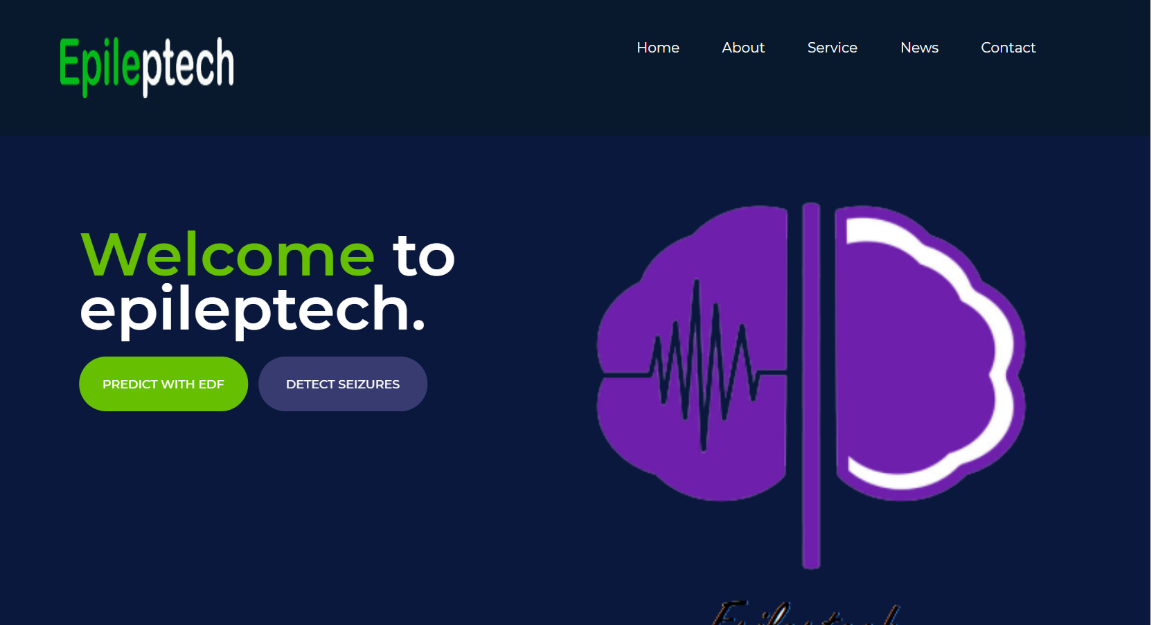 Epileptech
Home About Service News Contact
Welcome to
epileptech.
PREDICT WITH EDF DETECT SEIZURES